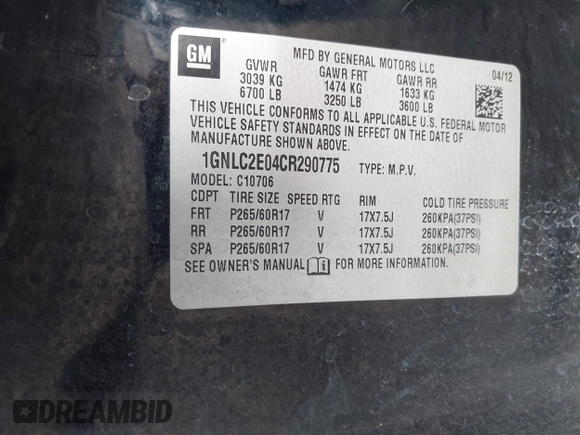 GM
MFD BY GENERAL MOTORS LLC
04/12
GVWR GAWR FRT GAWR RR
3039 KG 1474 KG 1633 KG
6700 LB 3250 LB 3600 LB
THIS VEHICLE CONFORMS TO ALL APPLICABLE U.S. FEDERAL MOTOR
VEHICLE SAFETY STANDARDS IN EFFECT ON THE DATE OF
MANUFACTURE SHOWN ABOVE.
1GNLC2E04CR290775 TYPE: M.P.V.
MODEL: C10706
CDPT TIRE SIZE SPEED RTG RIM COLD TIRE PRESSURE
FRT P265/60R17 V 17X7.5J 260KPA(37PSI)
RR P265/60R17 V 17X7.5J 260KPA(37PSI)
SPA P265/60R17 V 17X7.5J 260KPA(37PSI)
SEE OWNER'S MANUAL FOR MORE INFORMATION.
DREAMBID